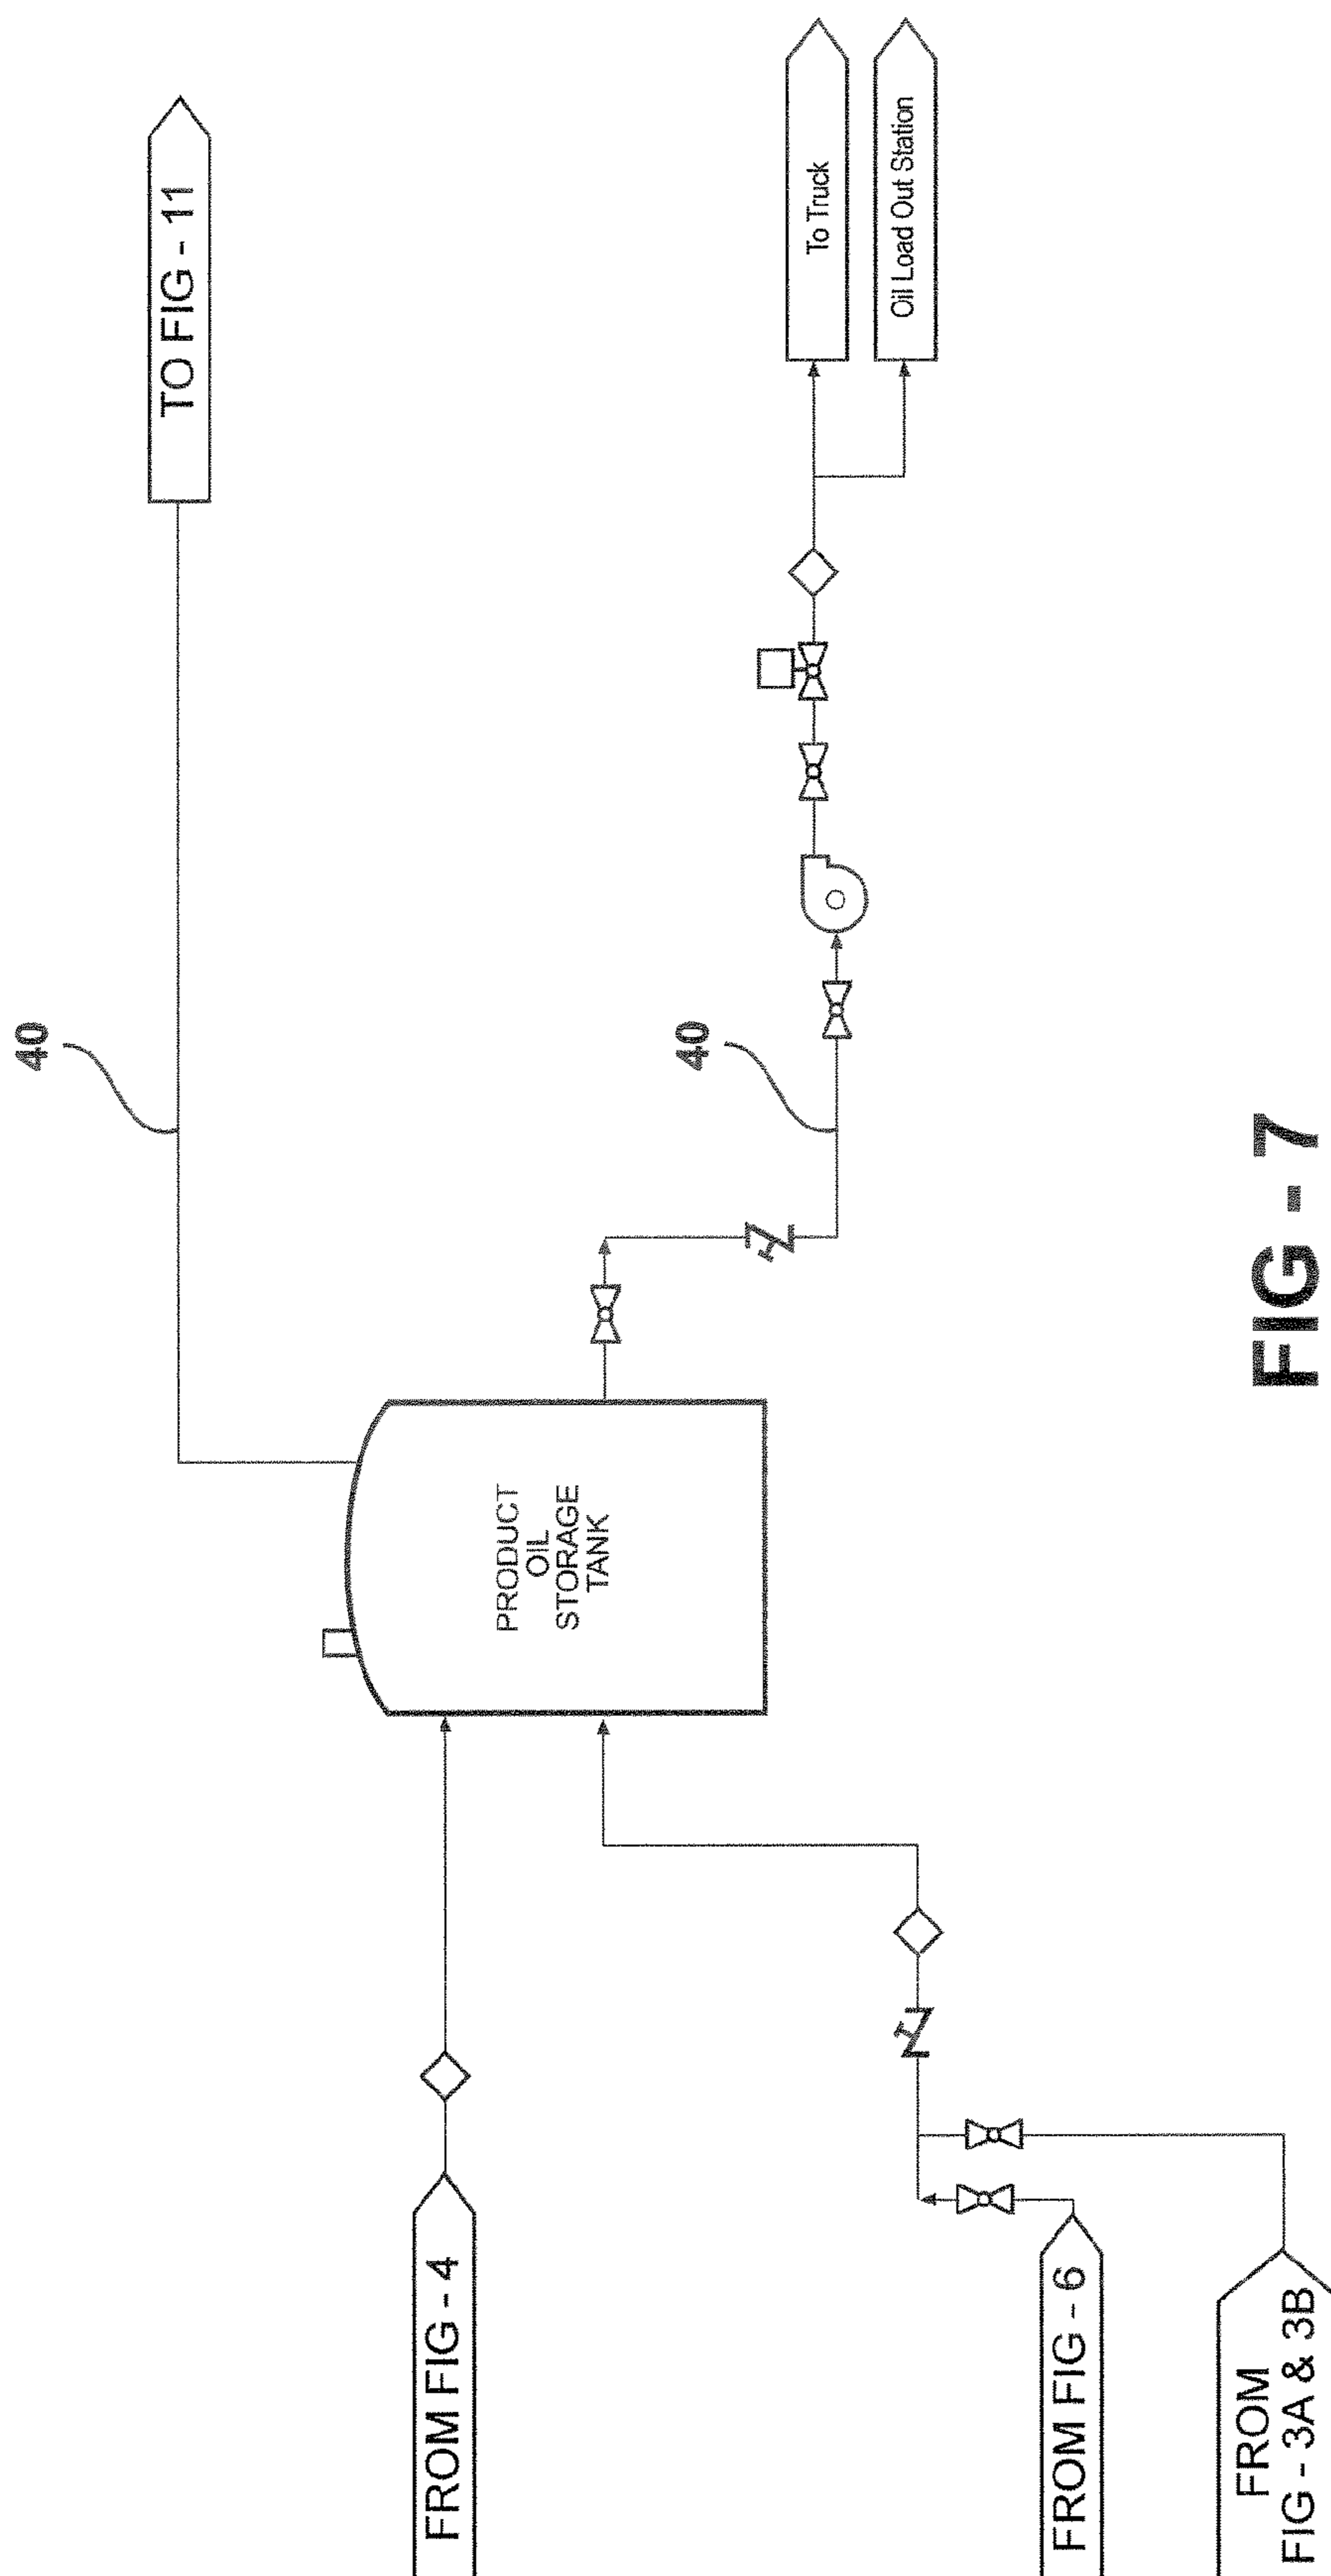 40
TO FIG - 11
FROM FIG - 4
PRODUCT
OIL
STORAGE
TANK
40
To Truck
Oil Load Out Station
FROM FIG - 6
FROM
FIG - 3A & 3B
FIG - 7